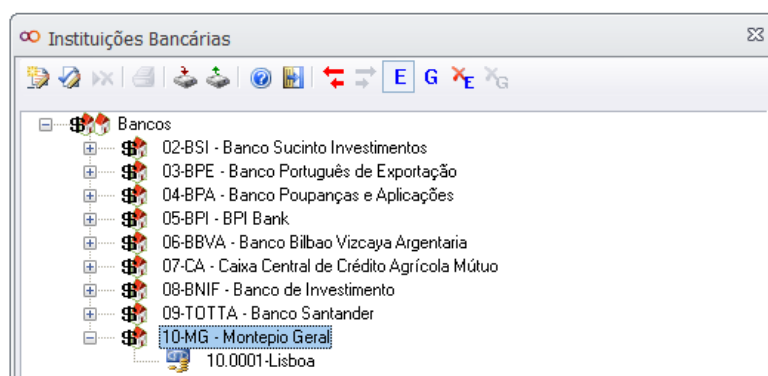 Instituições Bancárias
E G E G
Bancos
02-BSI - Banco Sucinto Investimentos
03-BPE - Banco Português de Exportação
04-BPA - Banco Poupanças e Aplicações
05-BPI - BPI Bank
06-BBVA - Banco Bilbao Vizcaya Argentaria
07-CA - Caixa Central de Crédito Agrícola Mútuo
08-BNIF - Banco de Investimento
09-TOTTA - Banco Santander
10-MG - Montepio Geral
10.0001-Lisboa